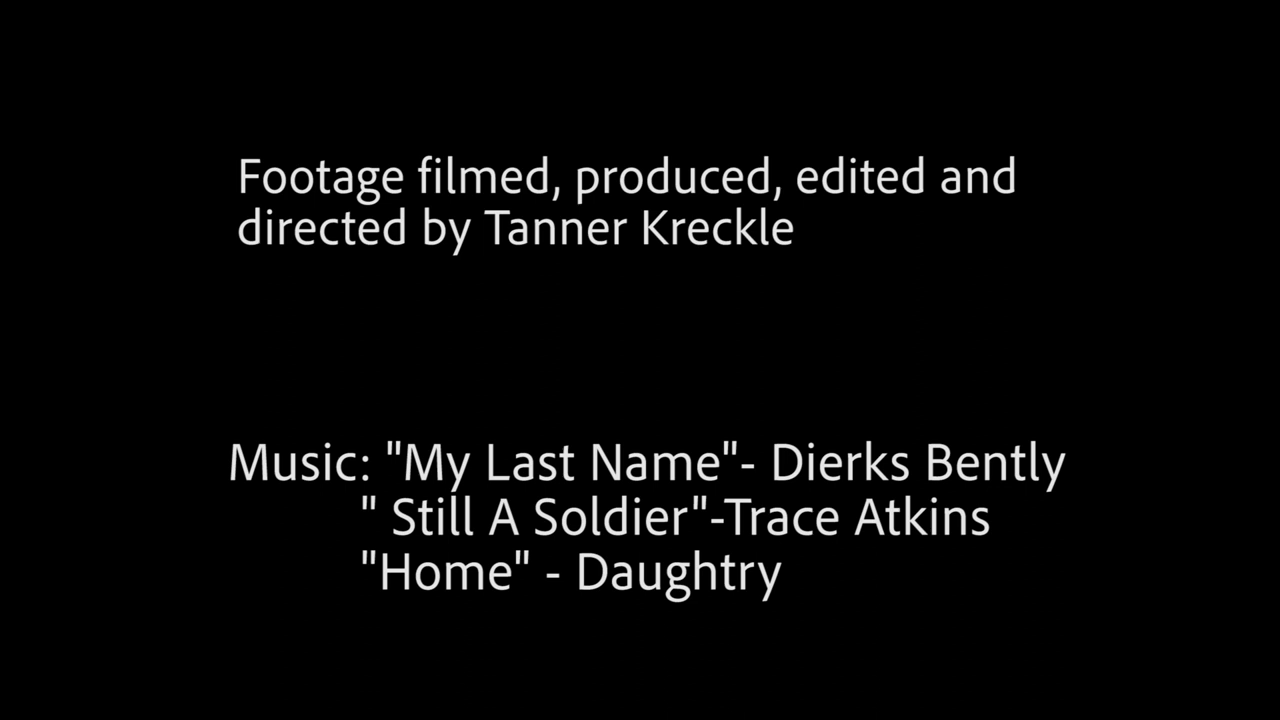 Footage filmed, produced, edited and
directed by Tanner Kreckle
Music: "My Last Name"- Dierks Bently
" Still A Soldier"-Trace Atkins
"Home" - Daughtry